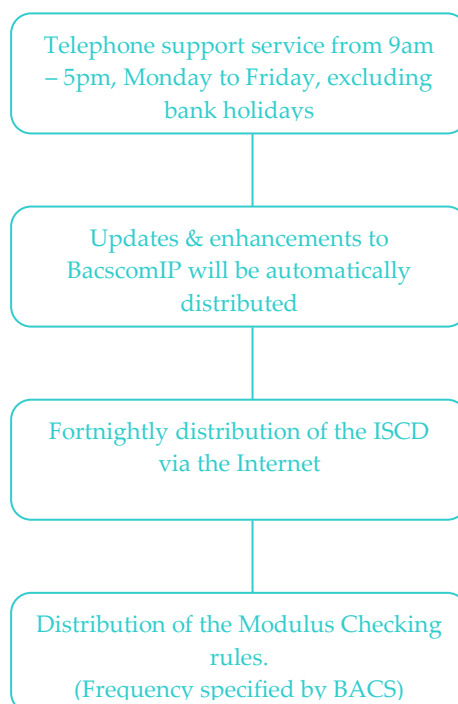 Telephone support service from 9am
– 5pm, Monday to Friday, excluding
bank holidays
Updates & enhancements to
BacscomIP will be automatically
distributed
Fortnightly distribution of the ISCD
via the Internet
Distribution of the Modulus Checking
rules.
(Frequency specified by BACS)